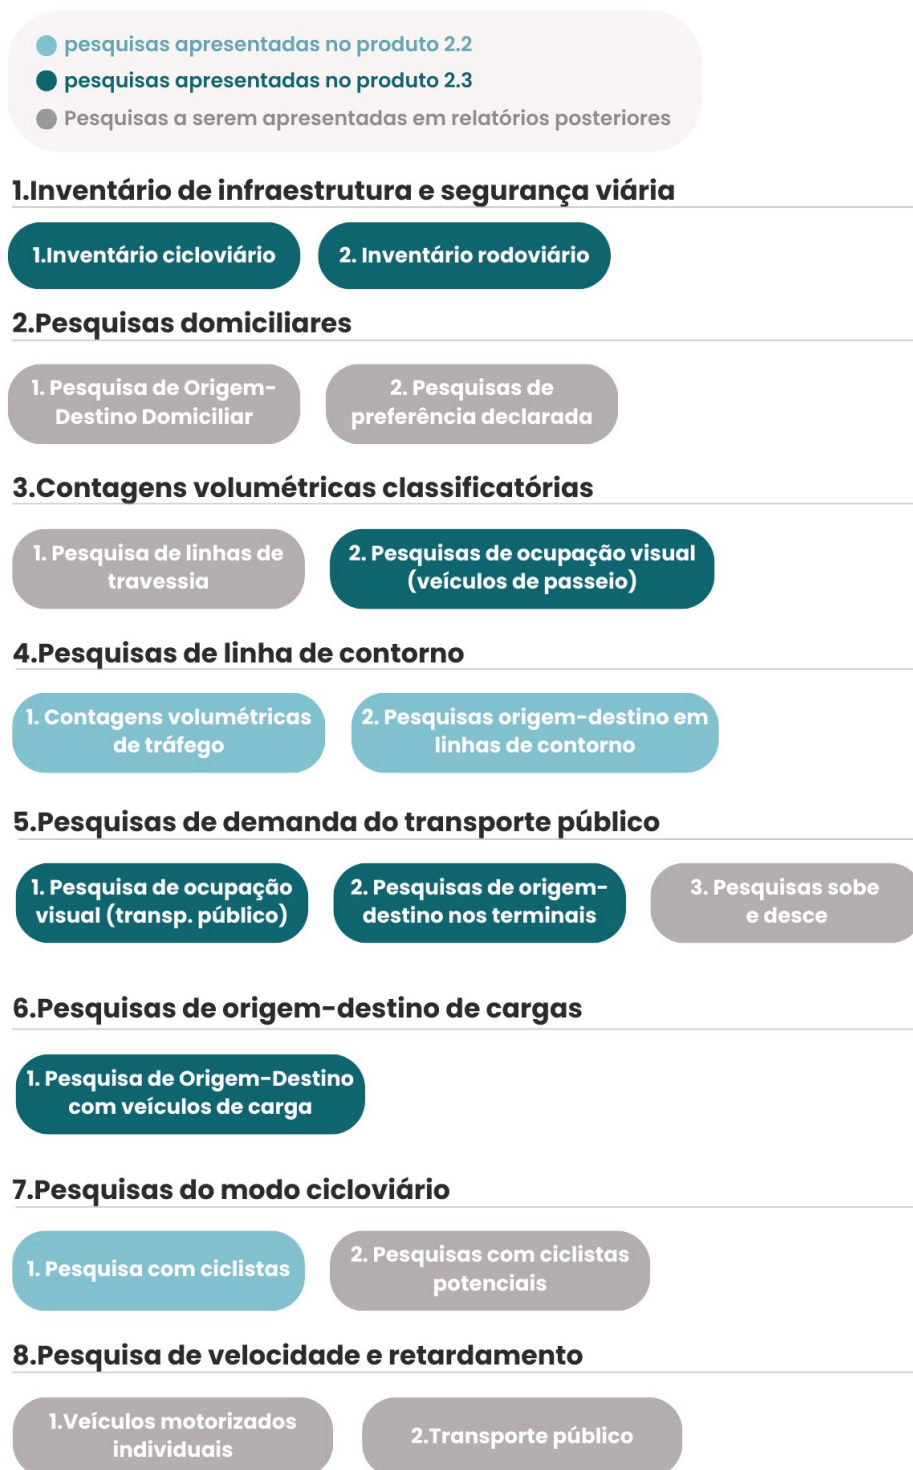 pesquisas apresentadas no produto 2.2
pesquisas apresentadas no produto 2.3
Pesquisas a serem apresentadas em relatórios posteriores
1.Inventário de infraestrutura e segurança viária
1.Inventário cicloviário
2. Inventário rodoviário
2.Pesquisas domiciliares
1. Pesquisa de Origem-
Destino Domiciliar
2. Pesquisas de
preferência declarada
3.Contagens volumétricas classificatórias
1. Pesquisa de linhas de
travessia
2. Pesquisas de ocupação visual
(veículos de passeio)
4.Pesquisas de linha de contorno
1. Contagens volumétricas
de tráfego
2. Pesquisas origem-destino em
linhas de contorno
5.Pesquisas de demanda do transporte público
1. Pesquisa de ocupação
visual (transp. público)
2. Pesquisas de origem-
destino nos terminais
3. Pesquisas sobe
e desce
6.Pesquisas de origem-destino de cargas
1. Pesquisa de Origem-Destino
com veículos de carga
7.Pesquisas do modo cicloviário
1. Pesquisa com ciclistas
2. Pesquisas com ciclistas
potenciais
8.Pesquisa de velocidade e retardamento
1.Veículos motorizados
individuais
2.Transporte público